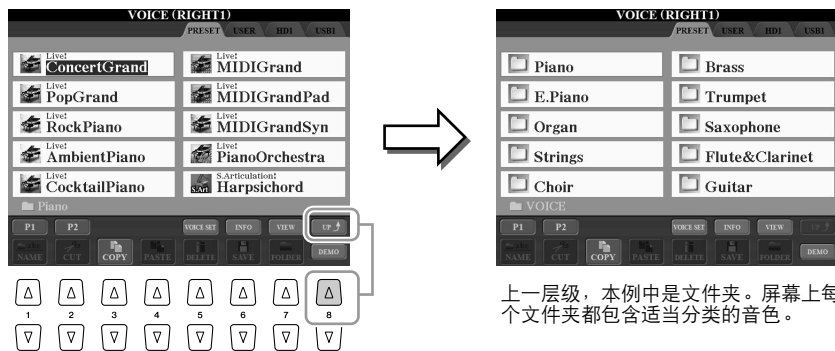 VOICE (RIGHT1)
PRESET USER HD1 USB1
Live!
ConcertGrand
Live!
MIDIGrand
Live!
PopGrand
Live!
MIDIGrandPad
Live!
RockPiano
Live!
MIDIGrandSyn
Live!
AmbientPiano
Live!
PianoOrchestra
Live!
CocktailPiano
S.Art
S.Articulation!
Harpsichord
Piano
P1 P2 VOICE SET INFO VIEW UP
NAME CUT COPY PASTE DELETE SAVE FOLDER DEMO
1 2 3 4 5 6 7 8
VOICE (RIGHT1)
PRESET USER HD1 USB1
Piano Brass
E.Piano Trumpet
Organ Saxophone
Strings Flute&Clarinet
Choir Guitar
VOICE
P1 P2 VOICE SET INFO VIEW UP
NAME CUT COPY PASTE DELETE SAVE FOLDER DEMO
上一层级，本例中是文件夹。屏幕上每
个文件夹都包含适当分类的音色。